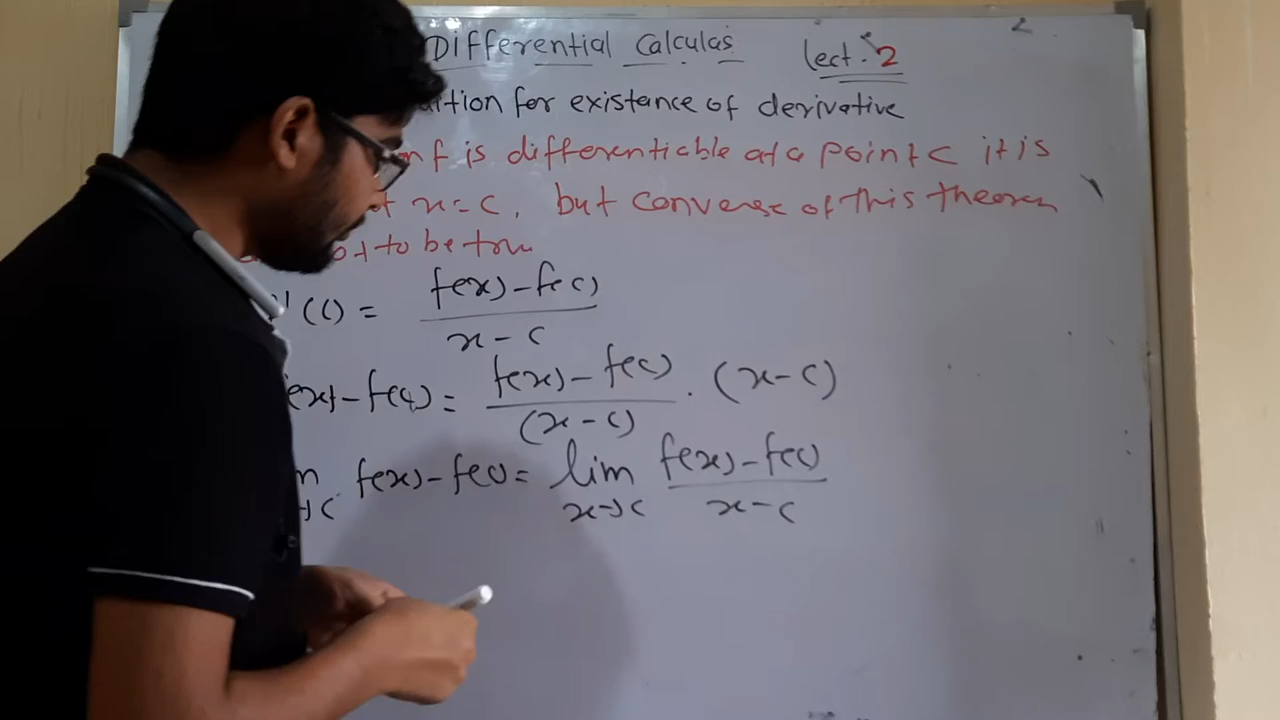 Differential Calculas lect. 2
for existance of derivative
f is differentiable at a point c it is
x = c, but converse of this theorem
to be true
(c) = f(x) - f(c) / x - c
f(c) = f(x) - f(c) / (x - c) . (x - c)
f(x) - f(c) = lim x→c f(x) - f(c) / x - c